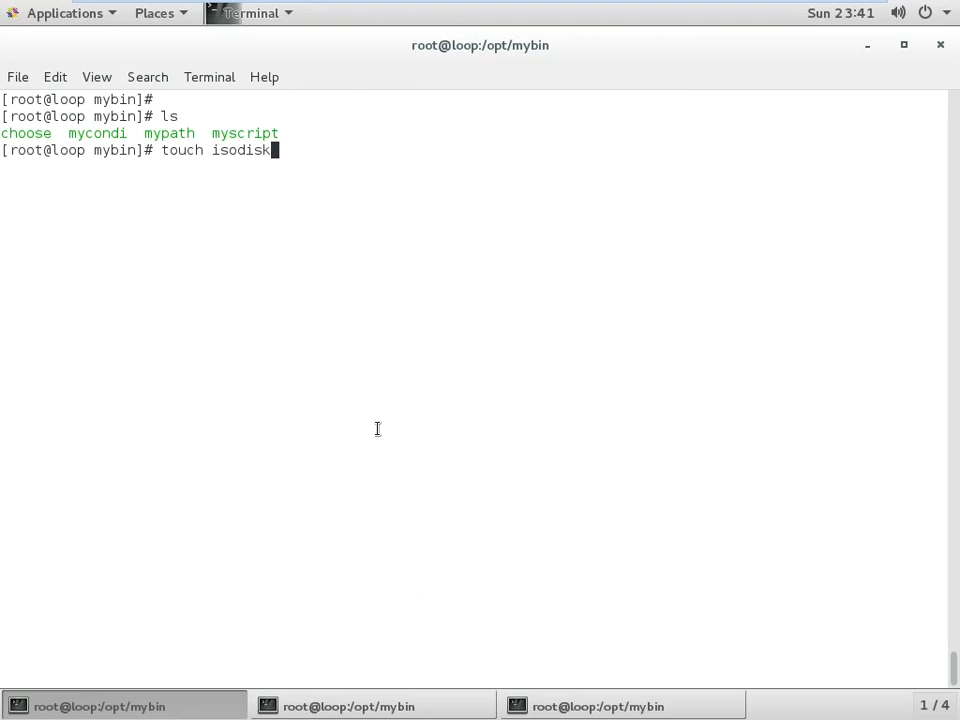 Applications Places Terminal Sun 23:41
root@loop:/opt/mybin
File Edit View Search Terminal Help
[root@loop mybin]#
[root@loop mybin]# ls
choose mycondi mypath myscript
[root@loop mybin]# touch isodisk
root@loop:/opt/mybin root@loop:/opt/mybin root@loop:/opt/mybin 1 / 4